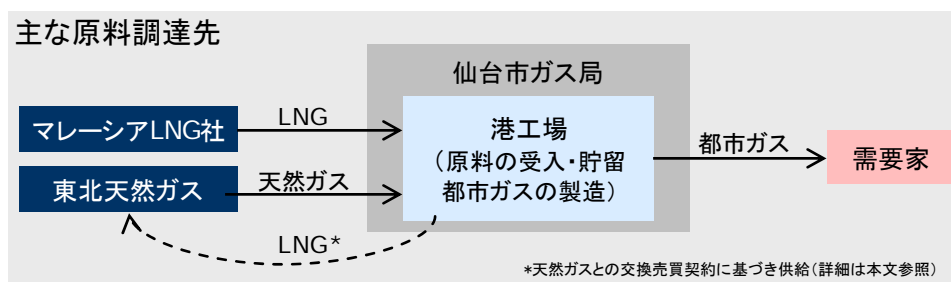 主な原料調達先
仙台市ガス局
マレーシアLNG社
LNG
港工場
（原料の受入・貯留
都市ガスの製造）
都市ガス
需要家
東北天然ガス
天然ガス
LNG*
*天然ガスとの交換売買契約に基づき供給（詳細は本文参照）